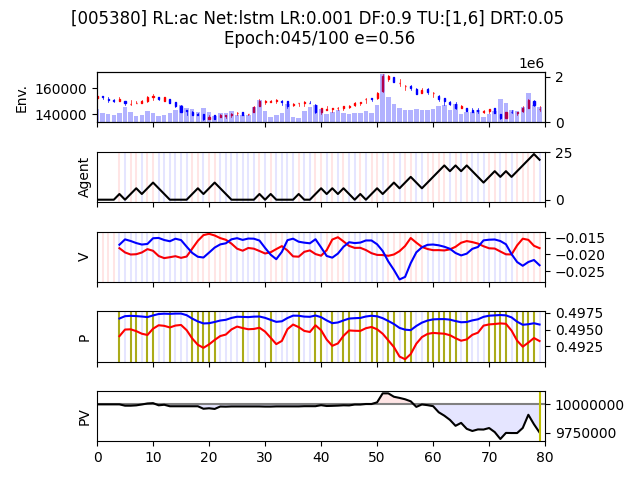 [005380] RL:ac Net:lstm LR:0.001 DF:0.9 TU:[1,6] DRT:0.05
Epoch:045/100 e=0.56
1e6
Env.
160000
140000
2
0
Agent
25
0
V
−0.015
−0.020
−0.025
P
0.4975
0.4950
0.4925
PV
10000000
9750000
0 10 20 30 40 50 60 70 80